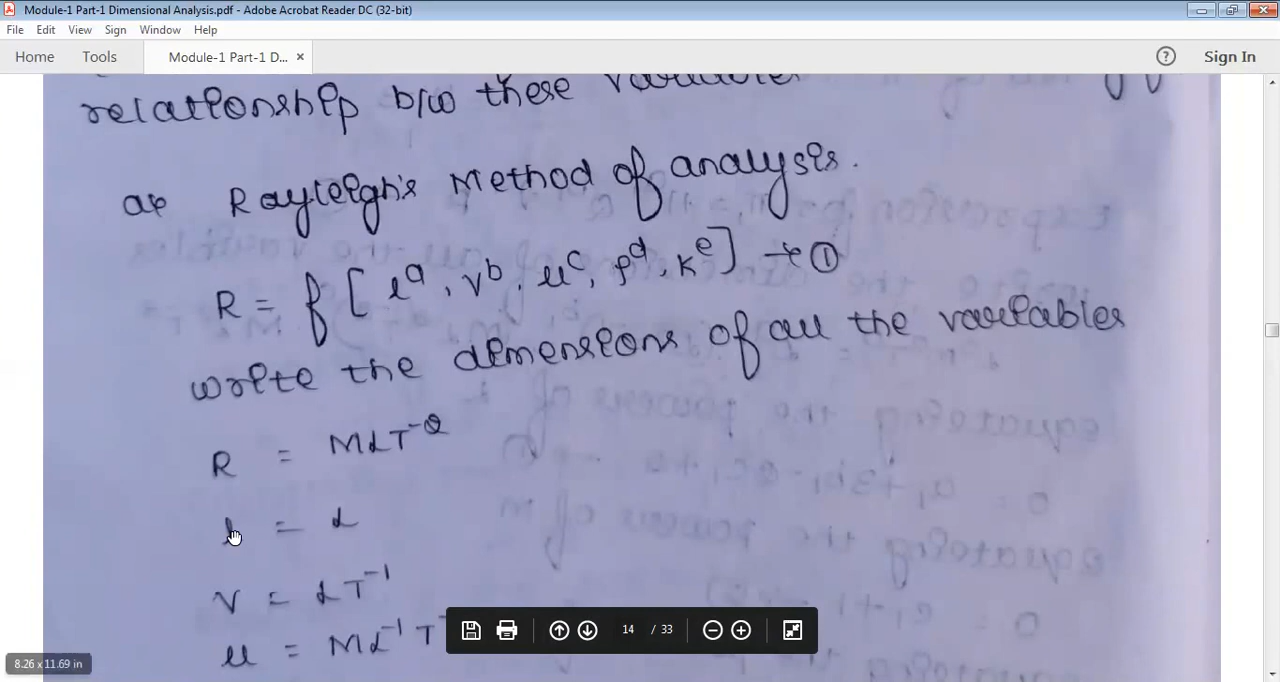 Module-1 Part-1 Dimensional Analysis.pdf - Adobe Acrobat Reader DC (32-bit)
File Edit View Sign Window Help
Home Tools Module-1 Part-1 D... × ? Sign In
relationship b/w these variables
a) Rayleigh's Method of analysis.
R = f [ l^a, V^b, μ^c, ρ^d, K^e ] → ①
write the dimensions of all the variables
R = MLT^-2
l = L
V = LT^-1
μ = ML^-1 T^-
14 / 33
8.26 x 11.69 in